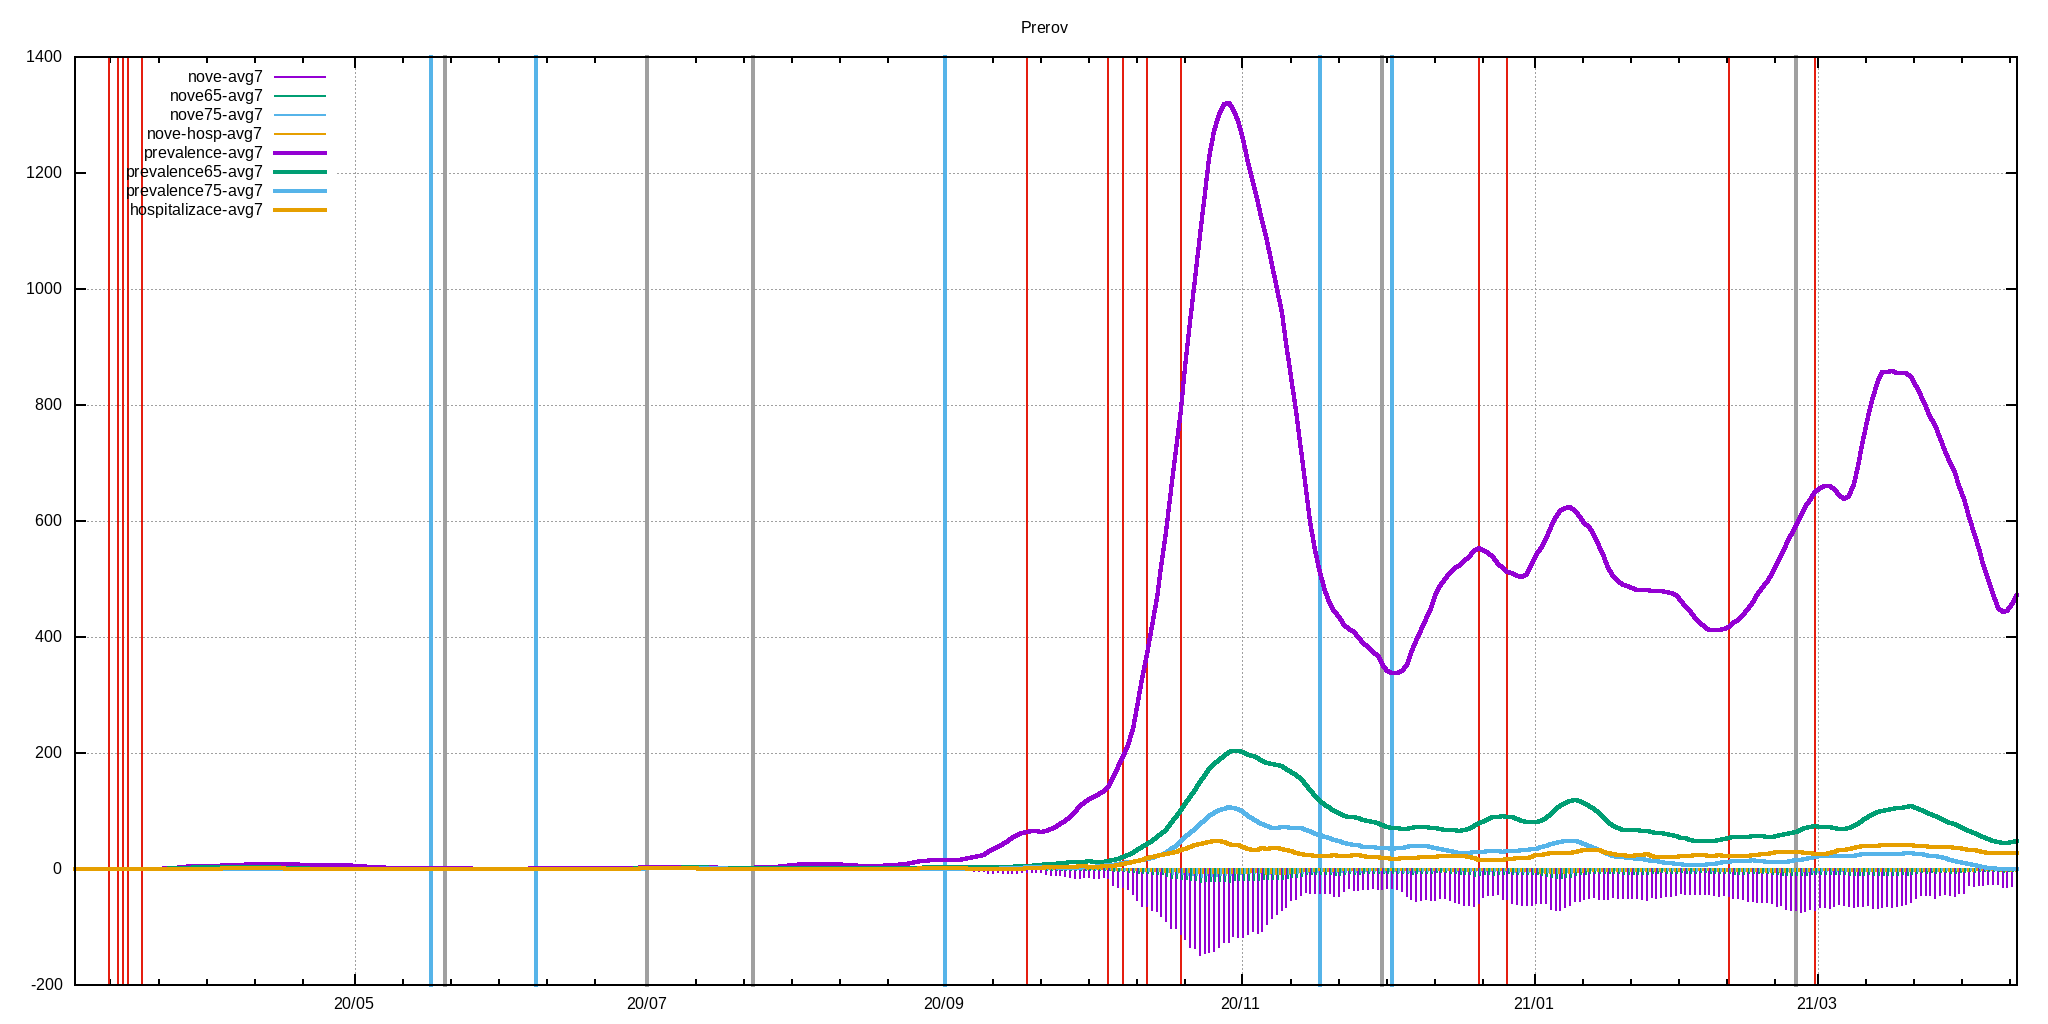 Prerov
1400
nove-avg7
nove65-avg7
nove75-avg7
nove-hosp-avg7
prevalence-avg7
prevalence65-avg7
prevalence75-avg7
hospitalizace-avg7
1200
1000
800
600
400
200
0
-200
20/05 20/07 20/09 20/11 21/01 21/03